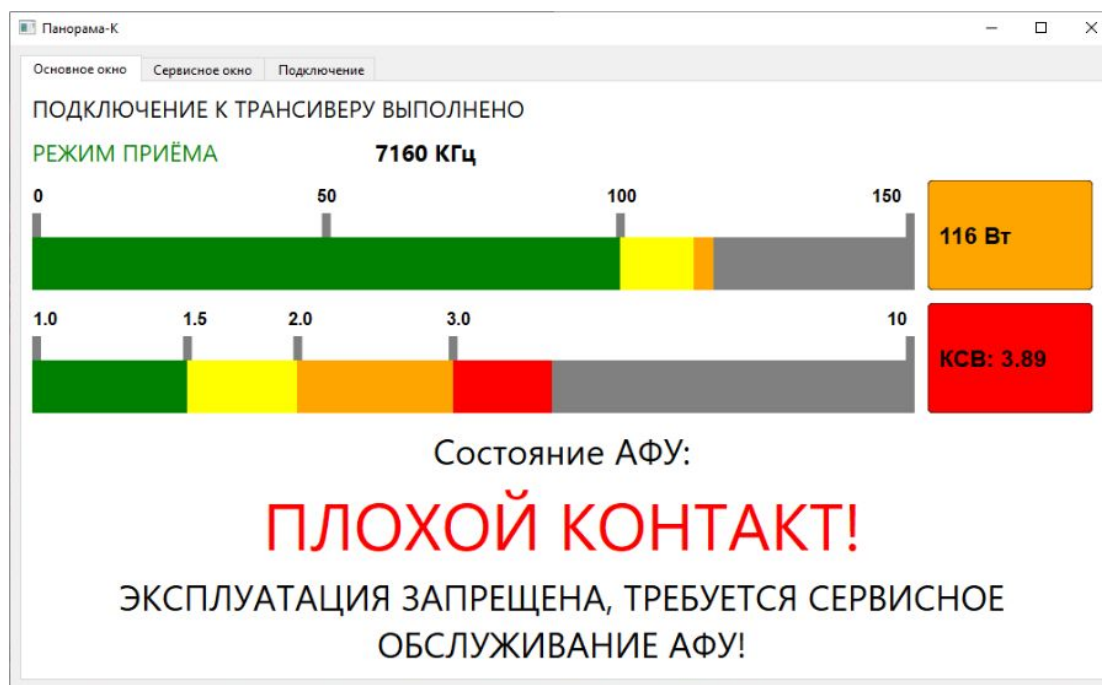 Панорама-К
Основное окно Сервисное окно Подключение
ПОДКЛЮЧЕНИЕ К ТРАНСИВЕРУ ВЫПОЛНЕНО
РЕЖИМ ПРИЁМА 7160 КГц
0 50 100 150
116 Вт
1.0 1.5 2.0 3.0 10
КСВ: 3.89
Состояние АФУ:
ПЛОХОЙ КОНТАКТ!
ЭКСПЛУАТАЦИЯ ЗАПРЕЩЕНА, ТРЕБУЕТСЯ СЕРВИСНОЕ
ОБСЛУЖИВАНИЕ АФУ!